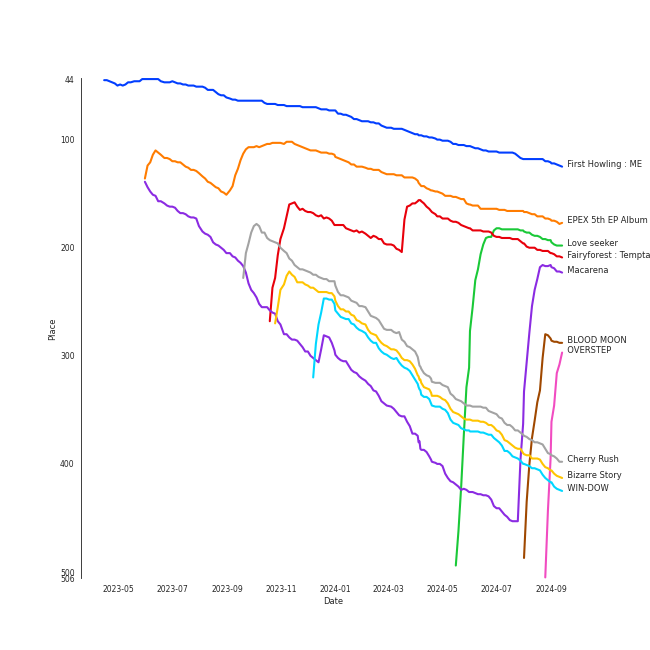 44
100
200
300
400
500
506
Place
2023-05
2023-07
2023-09
2023-11
2024-01
2024-03
2024-05
2024-07
2024-09
Date
First Howling : ME
EPEX 5th EP Album
Love seeker
Fairyforest : Tempta
Macarena
BLOOD MOON
OVERSTEP
Cherry Rush
Bizarre Story
WIN-DOW